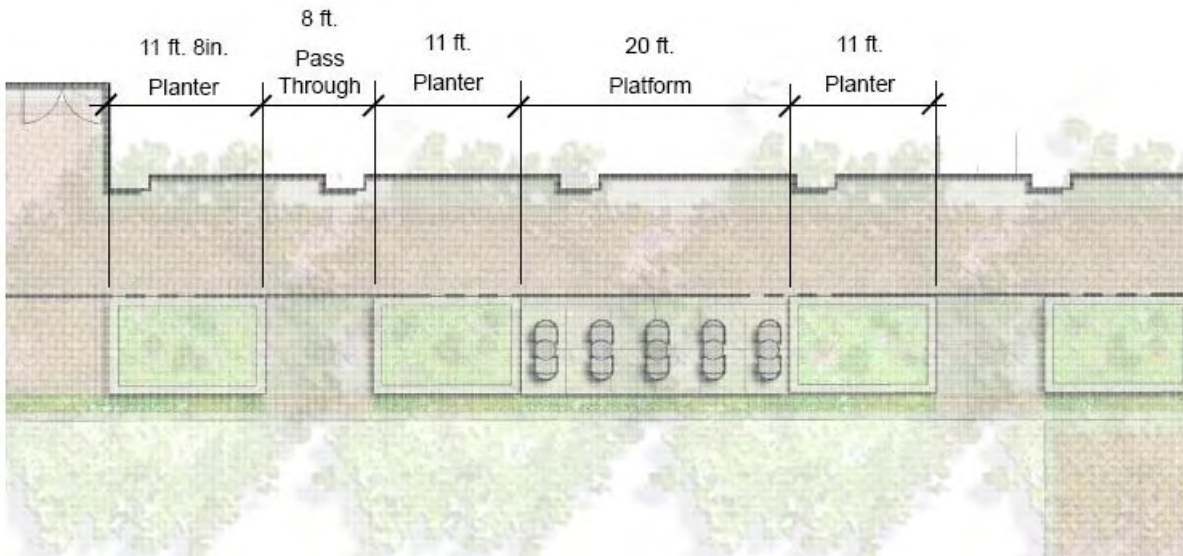 11 ft. 8in.
Planter
8 ft.
Pass
Through
11 ft.
Planter
20 ft.
Platform
11 ft.
Planter